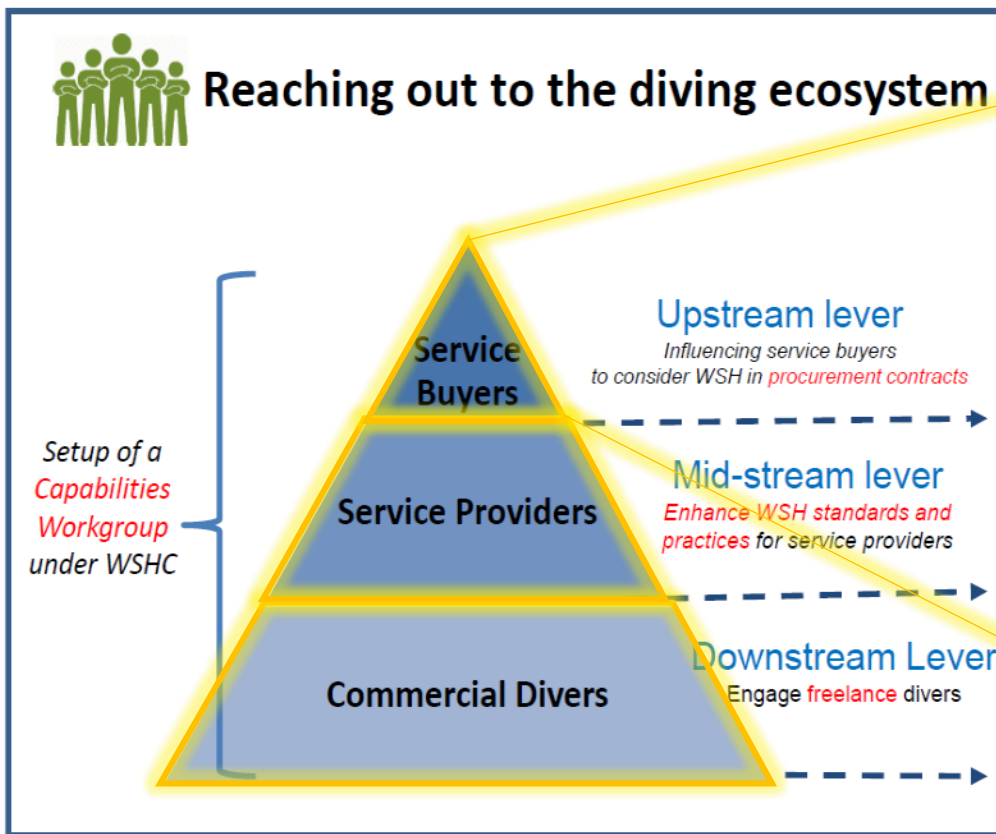 Reaching out to the diving ecosystem
Service
Buyers
Upstream lever
Influencing service buyers
to consider WSH in procurement contracts
Setup of a
Capabilities
Workgroup
under WSHC
Service Providers
Mid-stream lever
Enhance WSH standards and
practices for service providers
Commercial Divers
Downstream Lever
Engage freelance divers